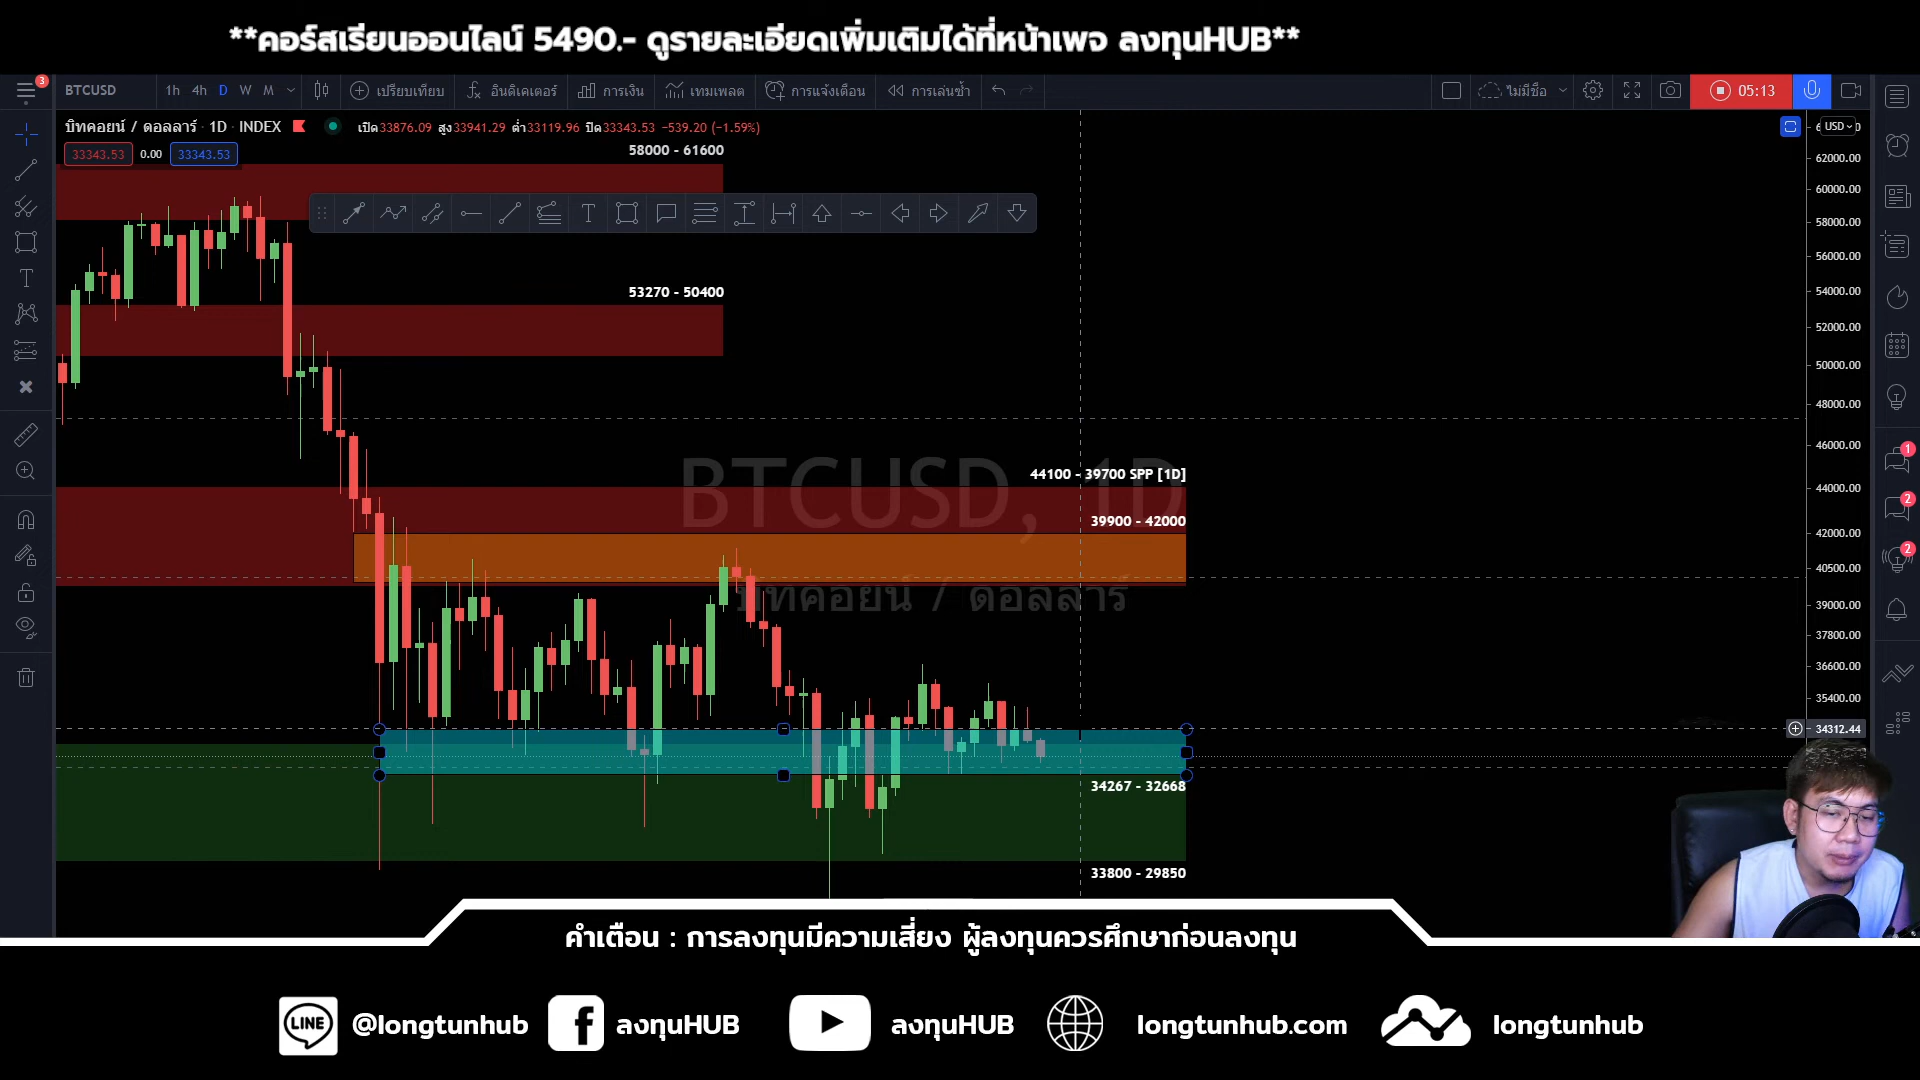 **คอร์สเรียนออนไลน์ 5490.- ดูรายละเอียดเพิ่มเติมได้ที่หน้าเพจ ลงทุนHUB**
3
BTCUSD 1h 4h D W M เปรียบเทียบ อินดิเคเตอร์ การเงิน เทมเพลต การแจ้งเตือน การเล่นซ้ำ ไม่มีชื่อ 05:13
บิทคอยน์ / ดอลลาร์ · 1D · INDEX เปิด33876.09 สูง33941.29 ต่ำ33119.96 ปิด33343.53 −539.20 (−1.59%)
USD
33343.53 0.00 33343.53
58000 - 61600
53270 - 50400
BTCUSD, 1D
บิทคอยน์ / ดอลลาร์
44100 - 39700 SPP [1D]
39900 - 42000
34267 - 32668
33800 - 29850
62000.00
60000.00
58000.00
56000.00
54000.00
52000.00
50000.00
48000.00
46000.00
44000.00
42000.00
40500.00
39000.00
37800.00
36600.00
35400.00
34312.44
1
2
2
คำเตือน : การลงทุนมีความเสี่ยง ผู้ลงทุนควรศึกษาก่อนลงทุน
LINE @longtunhub ลงทุนHUB ลงทุนHUB longtunhub.com longtunhub